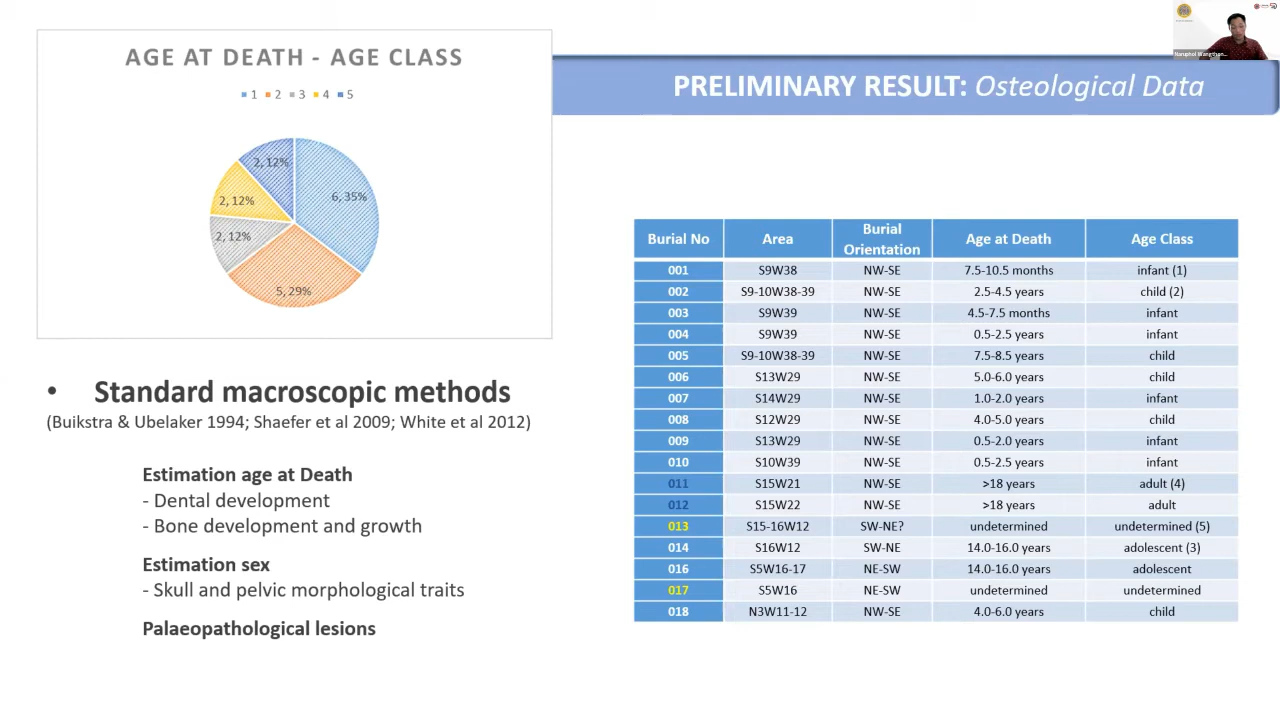 AGE AT DEATH - AGE CLASS
1 2 3 4 5
2, 12%
6, 35%
2, 12%
2, 12%
5, 29%
PRELIMINARY RESULT: Osteological Data
• Standard macroscopic methods
(Buikstra & Ubelaker 1994; Shaefer et al 2009; White et al 2012)
Estimation age at Death
- Dental development
- Bone development and growth
Estimation sex
- Skull and pelvic morphological traits
Palaeopathological lesions
Burial No Area Burial Orientation Age at Death Age Class
001 S9W38 NW-SE 7.5-10.5 months infant (1)
002 S9-10W38-39 NW-SE 2.5-4.5 years child (2)
003 S9W39 NW-SE 4.5-7.5 months infant
004 S9W39 NW-SE 0.5-2.5 years infant
005 S9-10W38-39 NW-SE 7.5-8.5 years child
006 S13W29 NW-SE 5.0-6.0 years child
007 S14W29 NW-SE 1.0-2.0 years infant
008 S12W29 NW-SE 4.0-5.0 years child
009 S13W29 NW-SE 0.5-2.0 years infant
010 S10W39 NW-SE 0.5-2.5 years infant
011 S15W21 NW-SE >18 years adult (4)
012 S15W22 NW-SE >18 years adult
013 S15-16W12 SW-NE? undetermined undetermined (5)
014 S16W12 SW-NE 14.0-16.0 years adolescent (3)
016 S5W16-17 NE-SW 14.0-16.0 years adolescent
017 S5W16 NE-SW undetermined undetermined
018 N3W11-12 NW-SE 4.0-6.0 years child